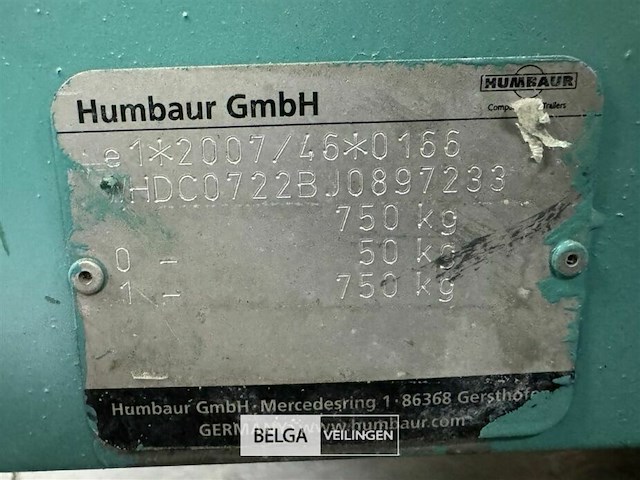 HUMBAUR
Humbaur GmbH
Trailers
e1*2007/46*0166
WHDC0722BJ0897233
750 kg
0 - 50 kg
1 - 750 kg
Humbaur GmbH · Mercedesring 1 · 86368
GERMANY · www.humbaur.com
BELGA VEILINGEN